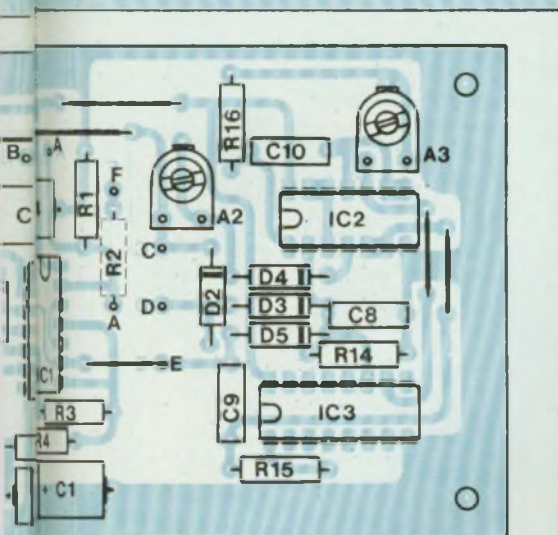 R16
C10
A3
B
A
F
R1
A2
IC2
C
R2
C
D4
D2
D
D3
C8
A
D5
R14
E
IC1
C9
IC3
R3
R4
R15
+ C1